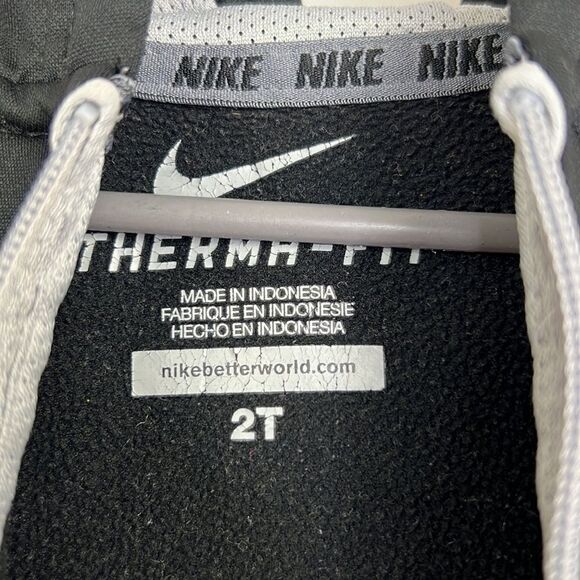 NIKE NIKE NIKE
THERMA-FIT
MADE IN INDONESIA
FABRIQUE EN INDONESIE
HECHO EN INDONESIA
nikebetterworld.com
2T